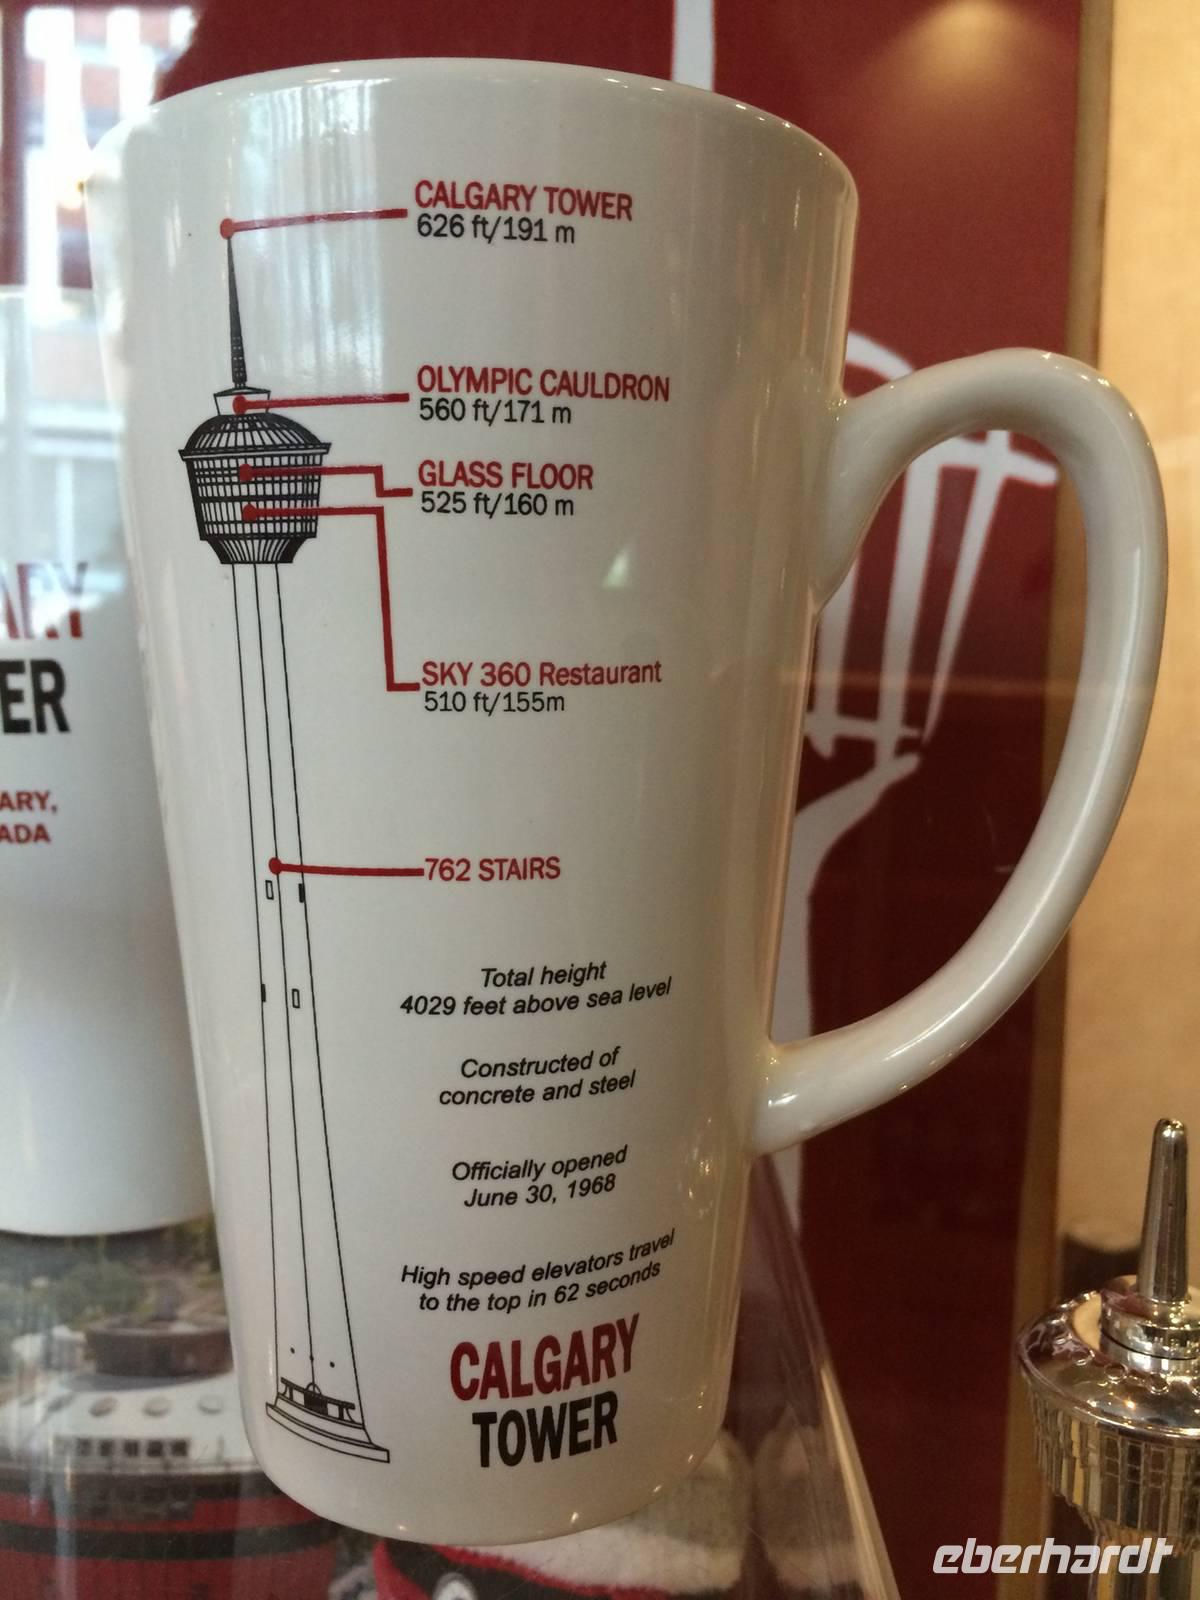 CALGARY TOWER
626 ft/191 m
OLYMPIC CAULDRON
560 ft/171 m
GLASS FLOOR
525 ft/160 m
SKY 360 Restaurant
510 ft/155m
762 STAIRS
Total height
4029 feet above sea level
Constructed of
concrete and steel
Officially opened
June 30, 1968
High speed elevators travel
to the top in 62 seconds
CALGARY
TOWER
ARY
ER
ARY,
ADA
eberhardt